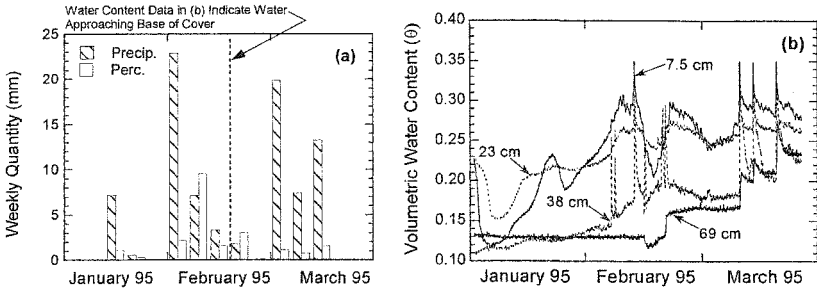 Water Content Data in (b) Indicate Water
Approaching Base of Cover
(a)
Precip.
Perc.
Weekly Quantity (mm)
25
20
15
10
5
0
January 95
February 95
March 95
(b)
Volumetric Water Content (θ)
0.40
0.35
0.30
0.25
0.20
0.15
0.10
7.5 cm
23 cm
38 cm
69 cm
January 95
February 95
March 95